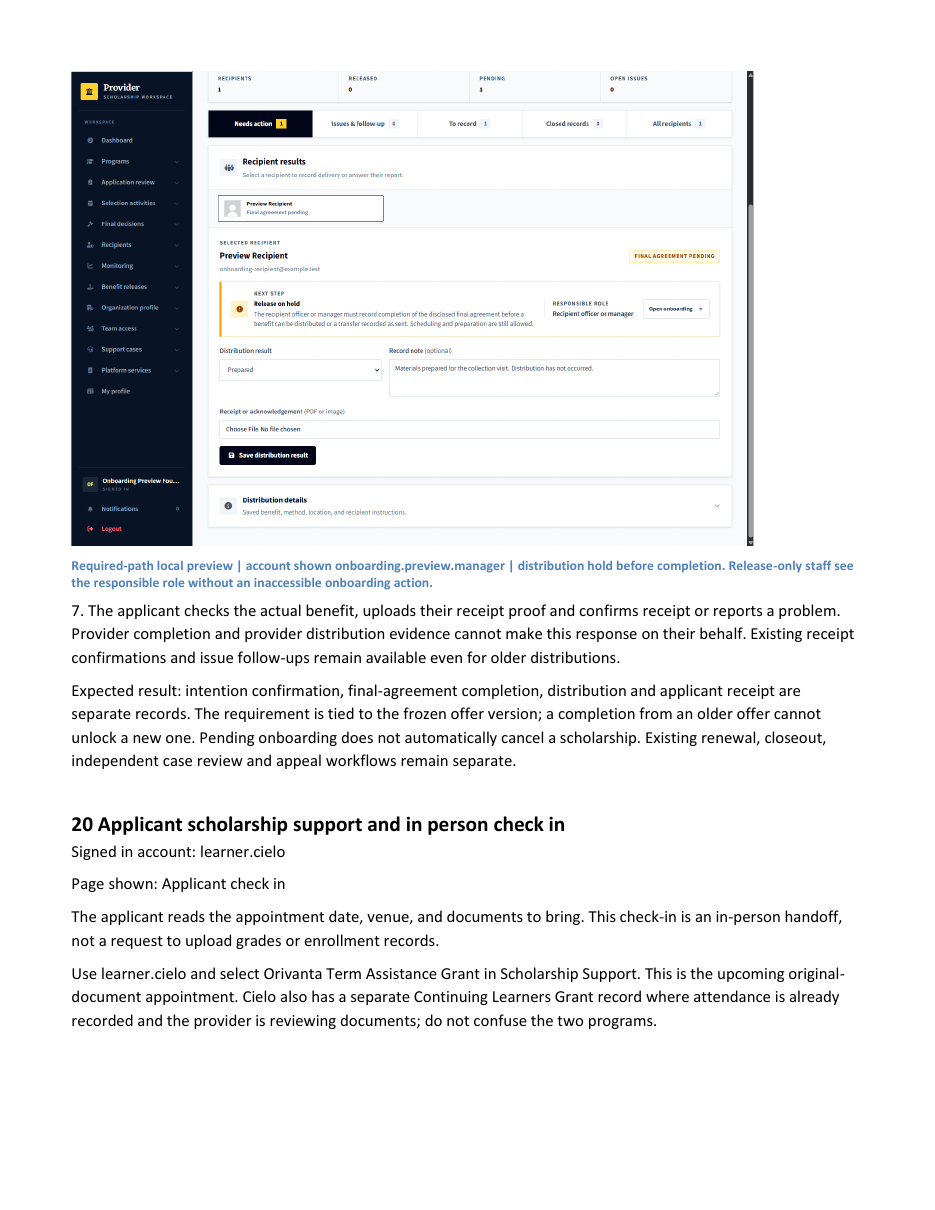 Provider
SCHOLARSHIP WORKSPACE
WORKSPACE
Dashboard
Programs
Application review
Selection activities
Final decisions
Recipients
Monitoring
Benefit releases
Organization profile
Team access
Support cases
Platform services
My profile
OF Onboarding Preview Fou...
SIGNED IN
Notifications 0
Logout
RECIPIENTS RELEASED PENDING OPEN ISSUES
1 0 1 0
Needs action 1 Issues & follow-up 0 To record 1 Closed records 0 All recipients 1
Recipient results
Select a recipient to record delivery or answer their report.
Preview Recipient
Final agreement pending
SELECTED RECIPIENT
Preview Recipient FINAL AGREEMENT PENDING
onboarding-recipient@example.test
NEXT STEP
Release on hold
The recipient officer or manager must record completion of the disclosed final agreement before a
benefit can be distributed or a transfer recorded as sent. Scheduling and preparation are still allowed.
RESPONSIBLE ROLE
Recipient officer or manager
Open onboarding →
Distribution result Record note (optional)
Prepared Materials prepared for the collection visit. Distribution has not occurred.
Receipt or acknowledgement (PDF or image)
Choose File No file chosen
Save distribution result
Distribution details
Saved benefit, method, location, and recipient instructions.
Required-path local preview | account shown onboarding.preview.manager | distribution hold before completion. Release-only staff see
the responsible role without an inaccessible onboarding action.
7. The applicant checks the actual benefit, uploads their receipt proof and confirms receipt or reports a problem.
Provider completion and provider distribution evidence cannot make this response on their behalf. Existing receipt
confirmations and issue follow-ups remain available even for older distributions.
Expected result: intention confirmation, final-agreement completion, distribution and applicant receipt are
separate records. The requirement is tied to the frozen offer version; a completion from an older offer cannot
unlock a new one. Pending onboarding does not automatically cancel a scholarship. Existing renewal, closeout,
independent case review and appeal workflows remain separate.
20 Applicant scholarship support and in person check in
Signed in account: learner.cielo
Page shown: Applicant check in
The applicant reads the appointment date, venue, and documents to bring. This check-in is an in-person handoff,
not a request to upload grades or enrollment records.
Use learner.cielo and select Orivanta Term Assistance Grant in Scholarship Support. This is the upcoming original-
document appointment. Cielo also has a separate Continuing Learners Grant record where attendance is already
recorded and the provider is reviewing documents; do not confuse the two programs.